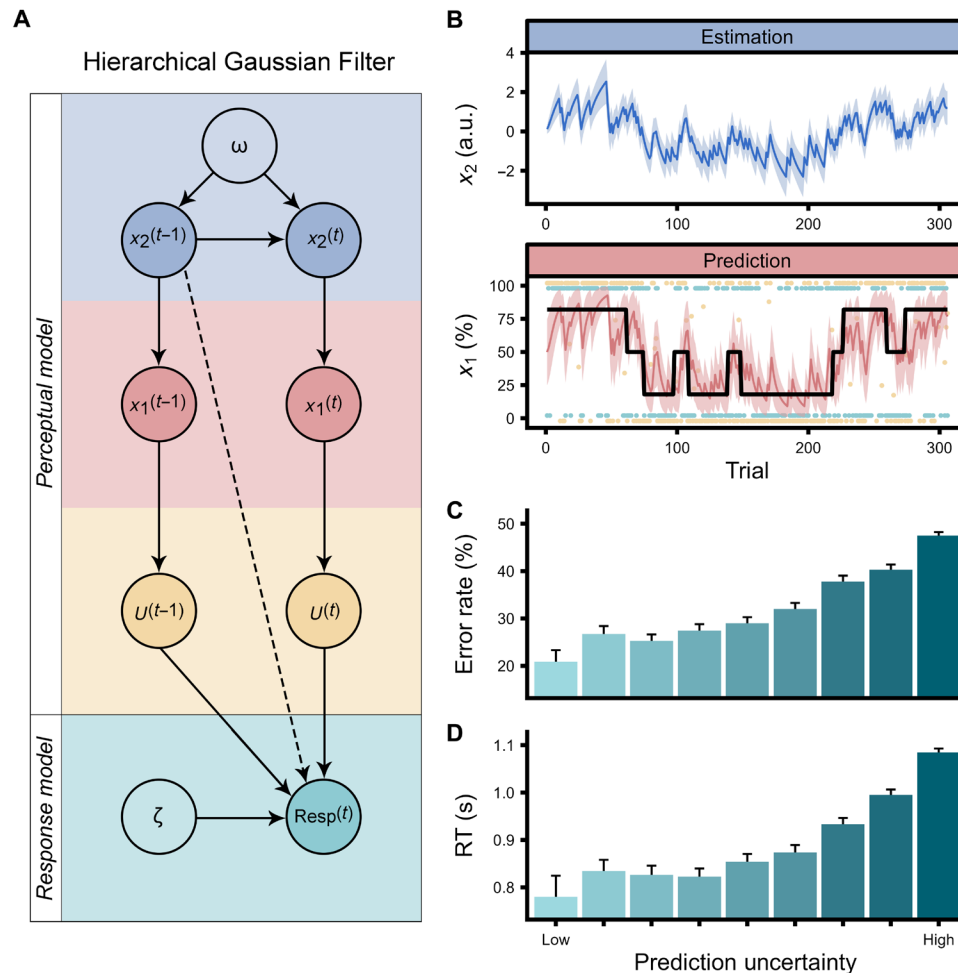 A
Hierarchical Gaussian Filter
Perceptual model
Response model
ω
x2(t–1)
x2(t)
x1(t–1)
x1(t)
U(t–1)
U(t)
ζ
Resp(t)
B
Estimation
x2 (a.u.)
4
2
0
−2
0
100
200
300
Prediction
x1 (%)
100
75
50
25
0
0
100
200
300
Trial
C
Error rate (%)
50
40
30
20
D
RT (s)
1.1
1.0
0.9
0.8
Low
High
Prediction uncertainty